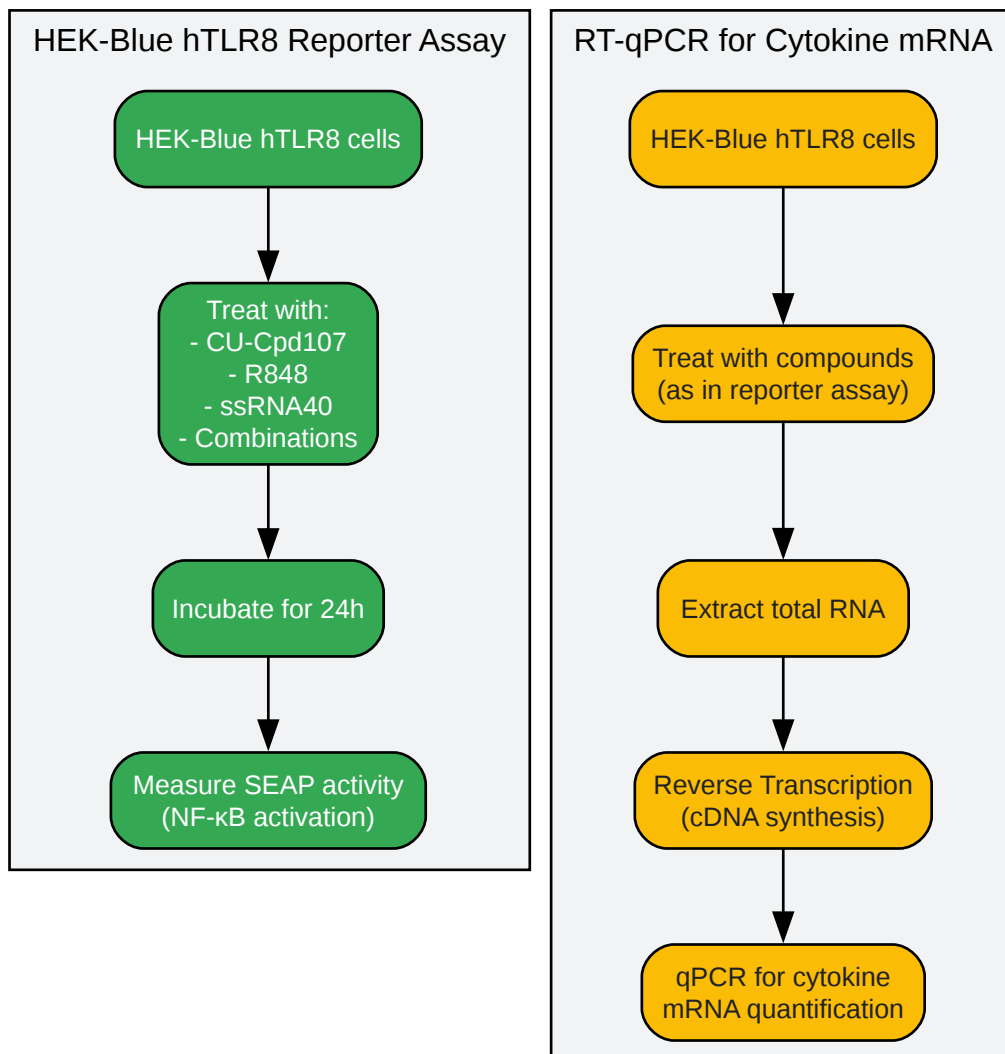 HEK-Blue hTLR8 Reporter Assay
HEK-Blue hTLR8 cells
Treat with:
- CU-Cpd107
- R848
- ssRNA40
- Combinations
Incubate for 24h
Measure SEAP activity
(NF-κB activation)
RT-qPCR for Cytokine mRNA
HEK-Blue hTLR8 cells
Treat with compounds
(as in reporter assay)
Extract total RNA
Reverse Transcription
(cDNA synthesis)
qPCR for cytokine
mRNA quantification